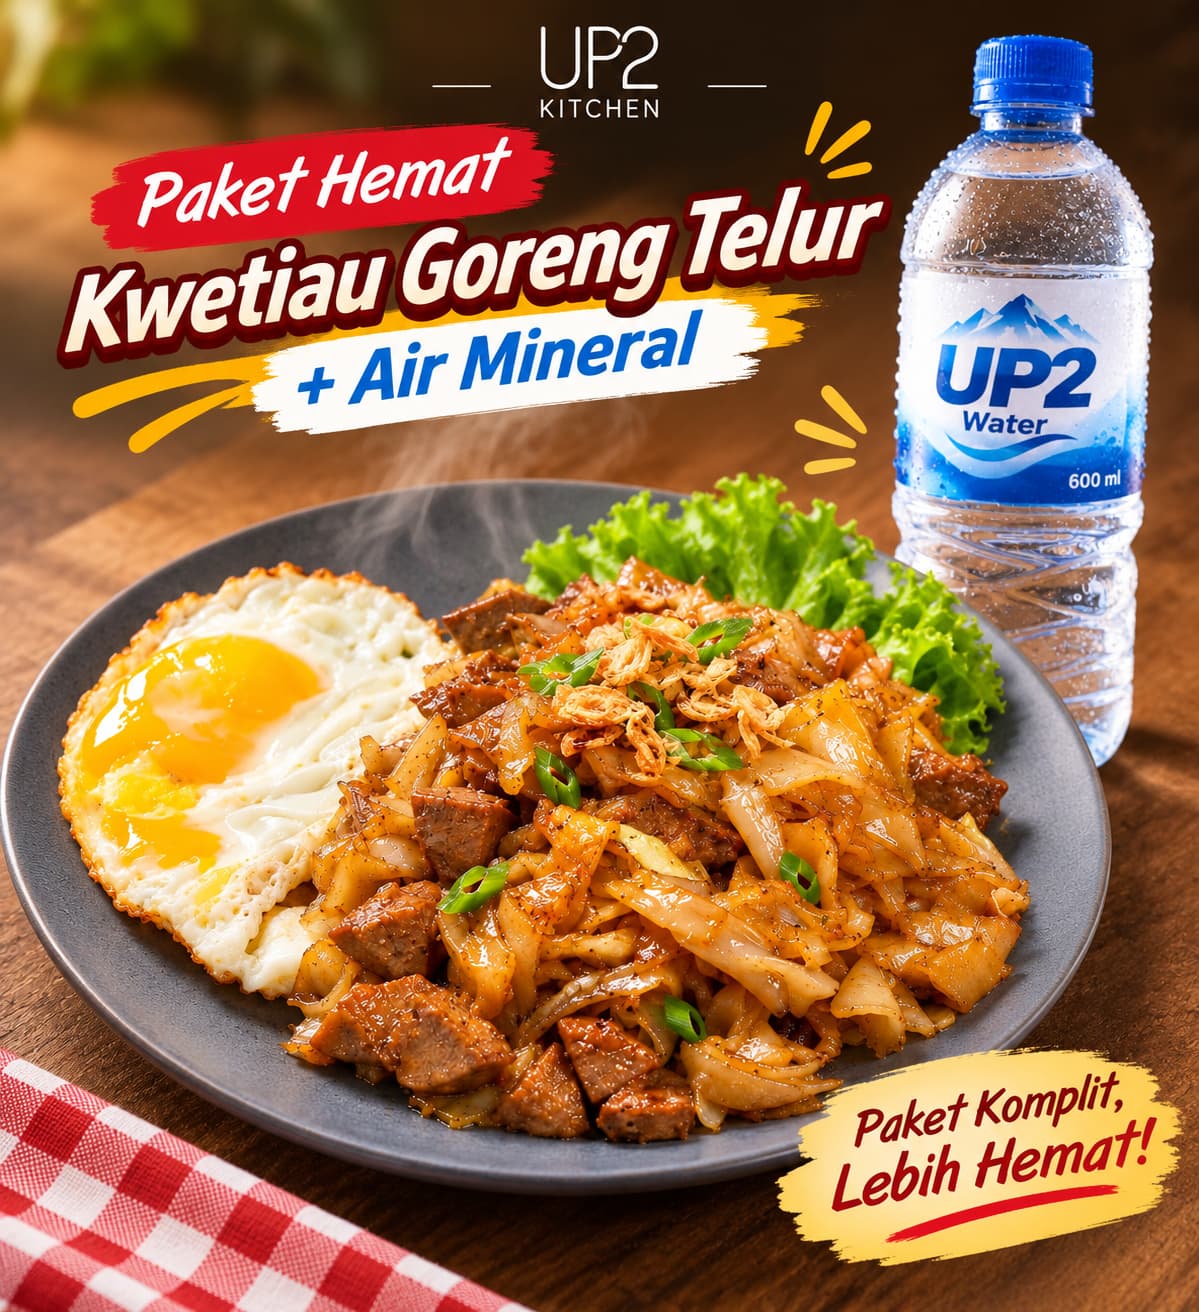 UP2
KITCHEN
Paket Hemat
Kwetiau Goreng Telur
+ Air Mineral
UP2
Water
600 ml
Paket Komplit,
Lebih Hemat!